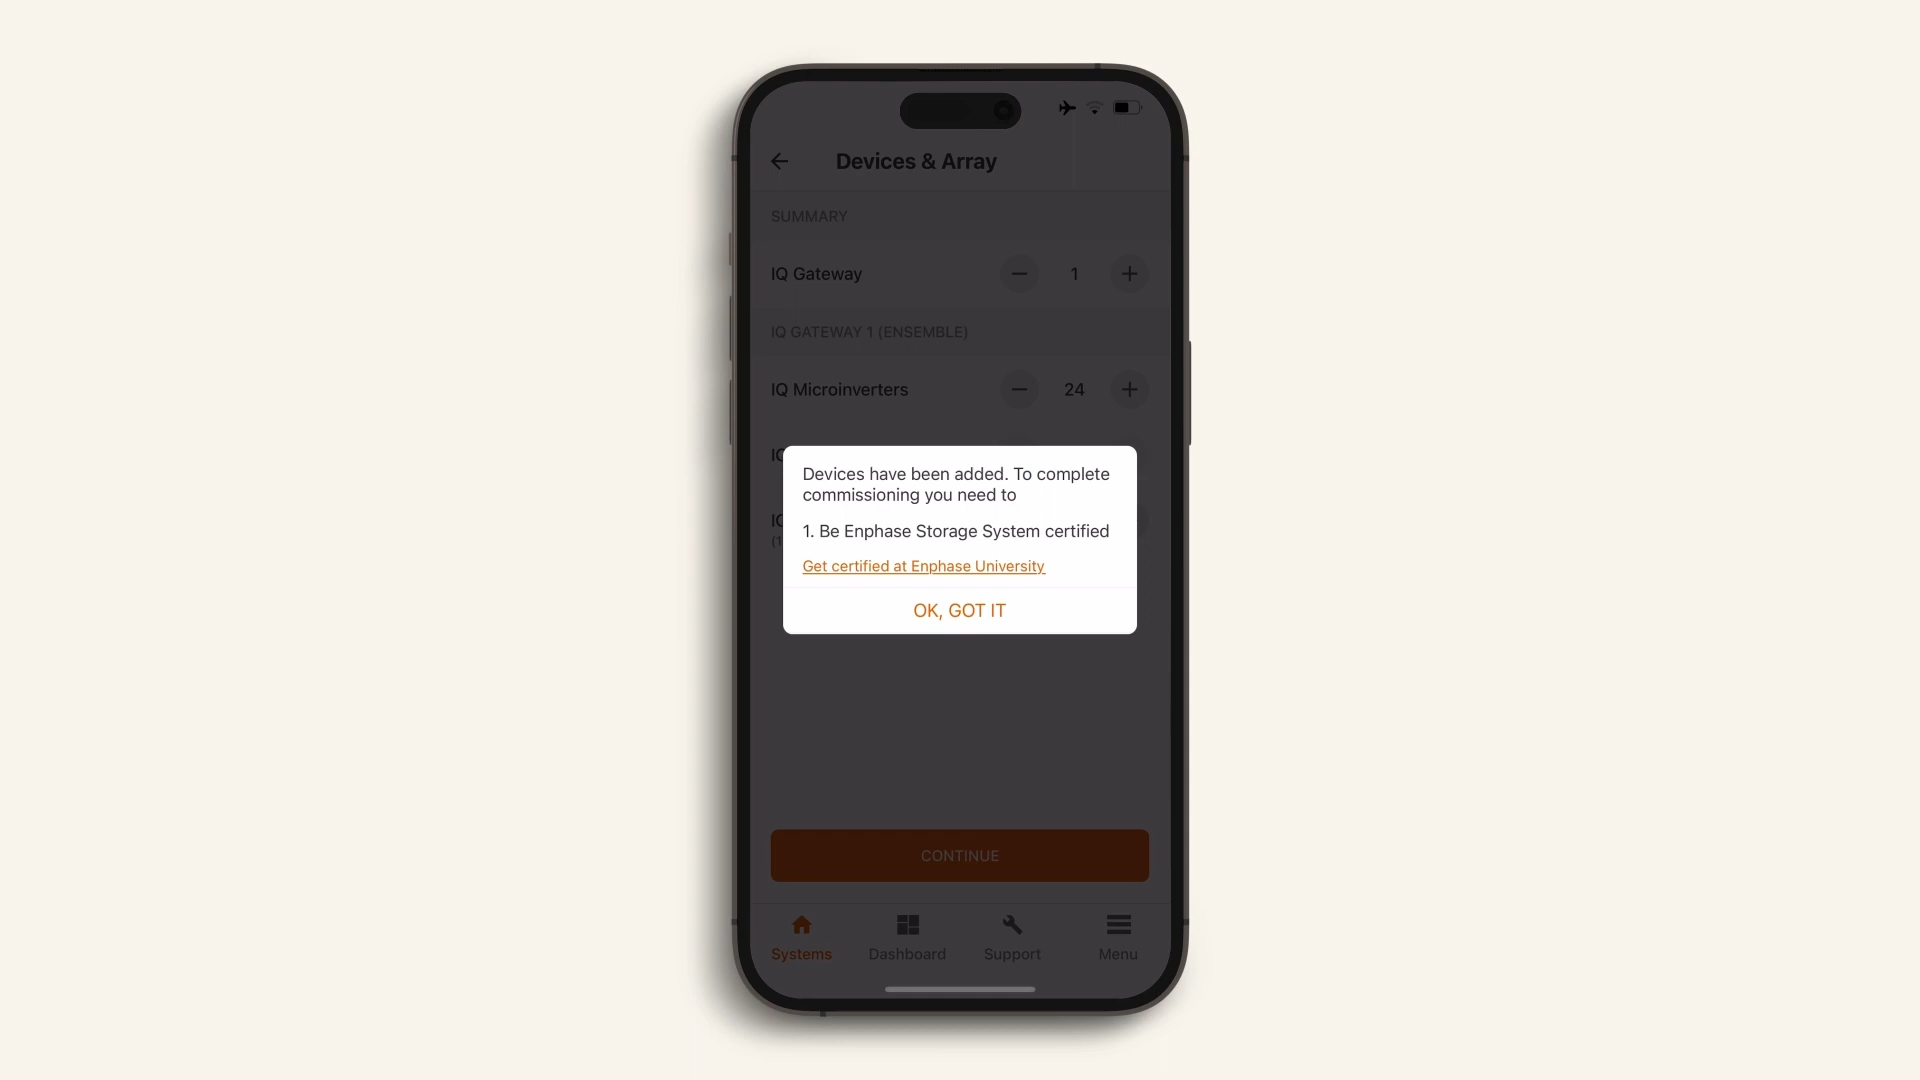 Devices & Array
SUMMARY
IQ Gateway
1
IQ GATEWAY 1 (ENSEMBLE)
IQ Microinverters
24
Devices have been added. To complete
commissioning you need to
1. Be Enphase Storage System certified
Get certified at Enphase University
OK, GOT IT
CONTINUE
Systems
Dashboard
Support
Menu